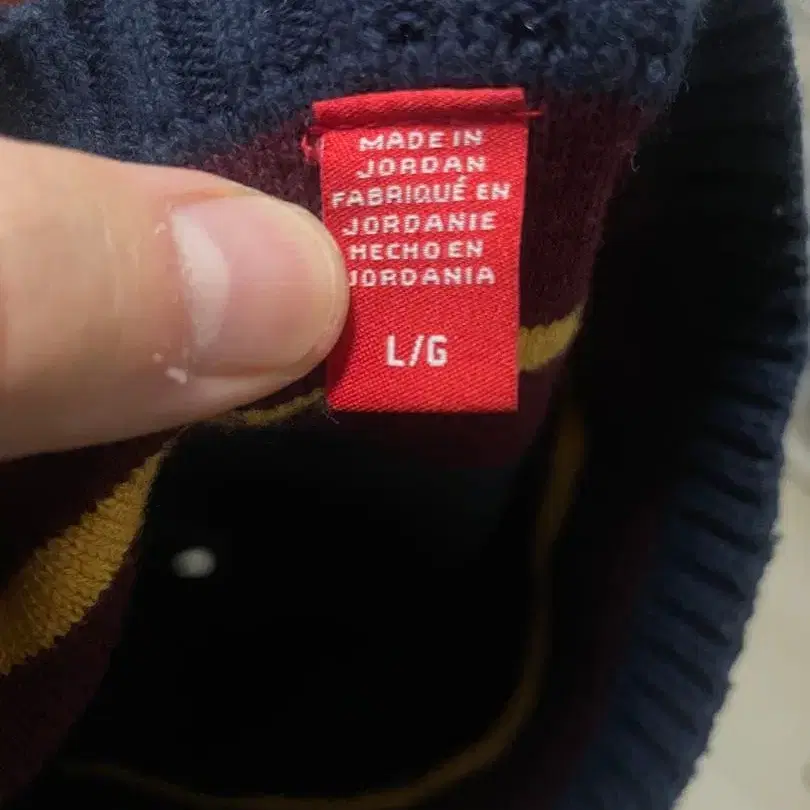 MADE IN
JORDAN
FABRIQUÉ EN
JORDANIE
HECHO EN
JORDANIA
L/G